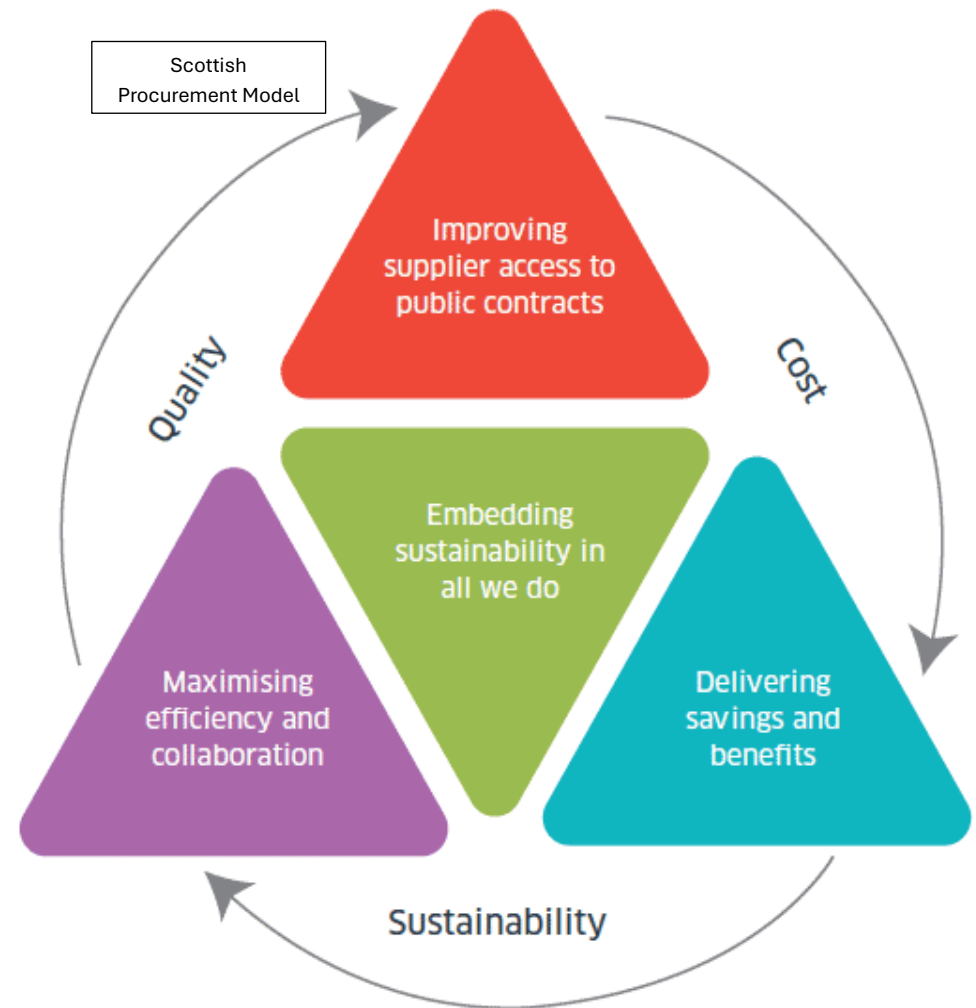 Scottish
Procurement Model
Improving
supplier access to
public contracts
Quality
Cost
Embedding
sustainability in
all we do
Maximising
efficiency and
collaboration
Delivering
savings and
benefits
Sustainability